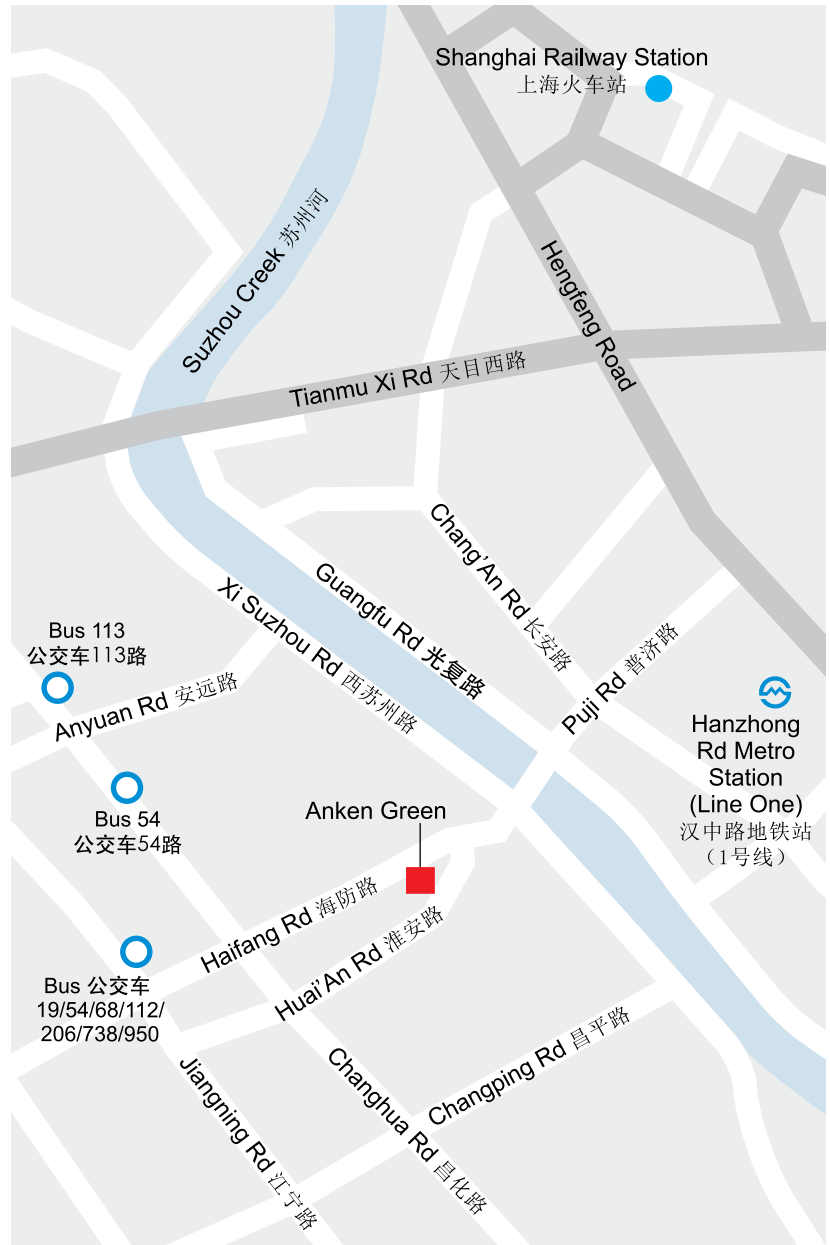 Shanghai Railway Station
上海火车站
Suzhou Creek 苏州河
Hengfeng Road
Tianmu Xi Rd 天目西路
Chang'An Rd 长安路
Guangfu Rd 光复路
Xi Suzhou Rd 西苏州路
Puji Rd 普济路
Bus 113
公交车113路
Anyuan Rd 安远路
Hanzhong
Rd Metro
Station
(Line One)
汉中路地铁站
（1号线）
Bus 54
公交车54路
Anken Green
Haifang Rd 海防路
Huai'An Rd 淮安路
Bus 公交车
19/54/68/112/
206/738/950
Changping Rd 昌平路
Changhua Rd 昌化路
Jiangning Rd 江宁路